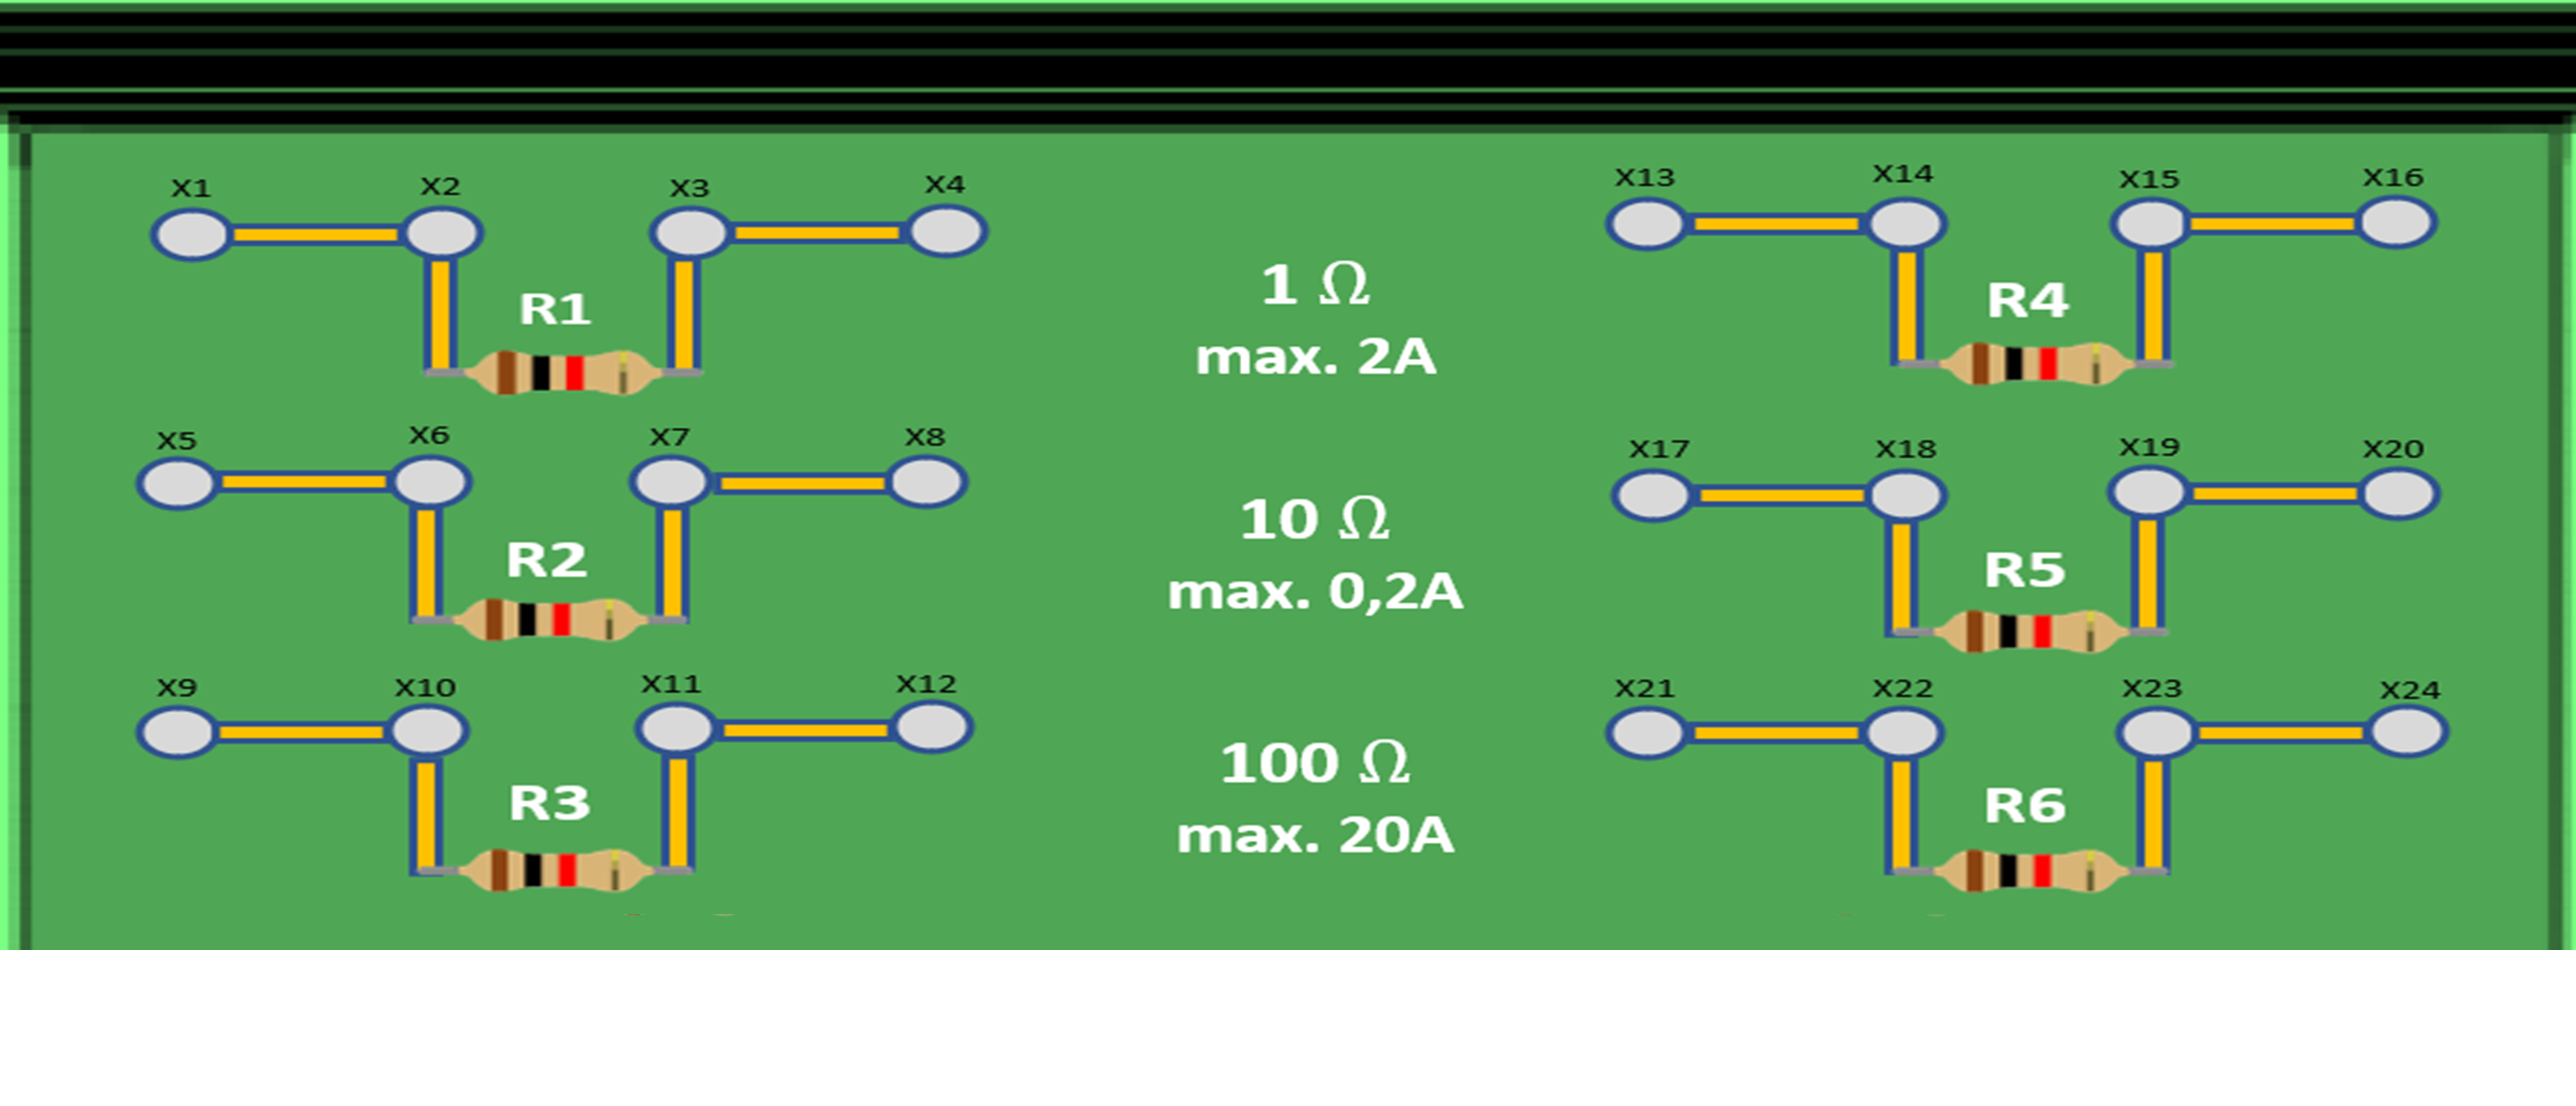 X1 X2 X3 X4
R1
1 Ω
max. 2A
X13 X14 X15 X16
R4
X5 X6 X7 X8
R2
10 Ω
max. 0,2A
X17 X18 X19 X20
R5
X9 X10 X11 X12
R3
100 Ω
max. 20A
X21 X22 X23 X24
R6